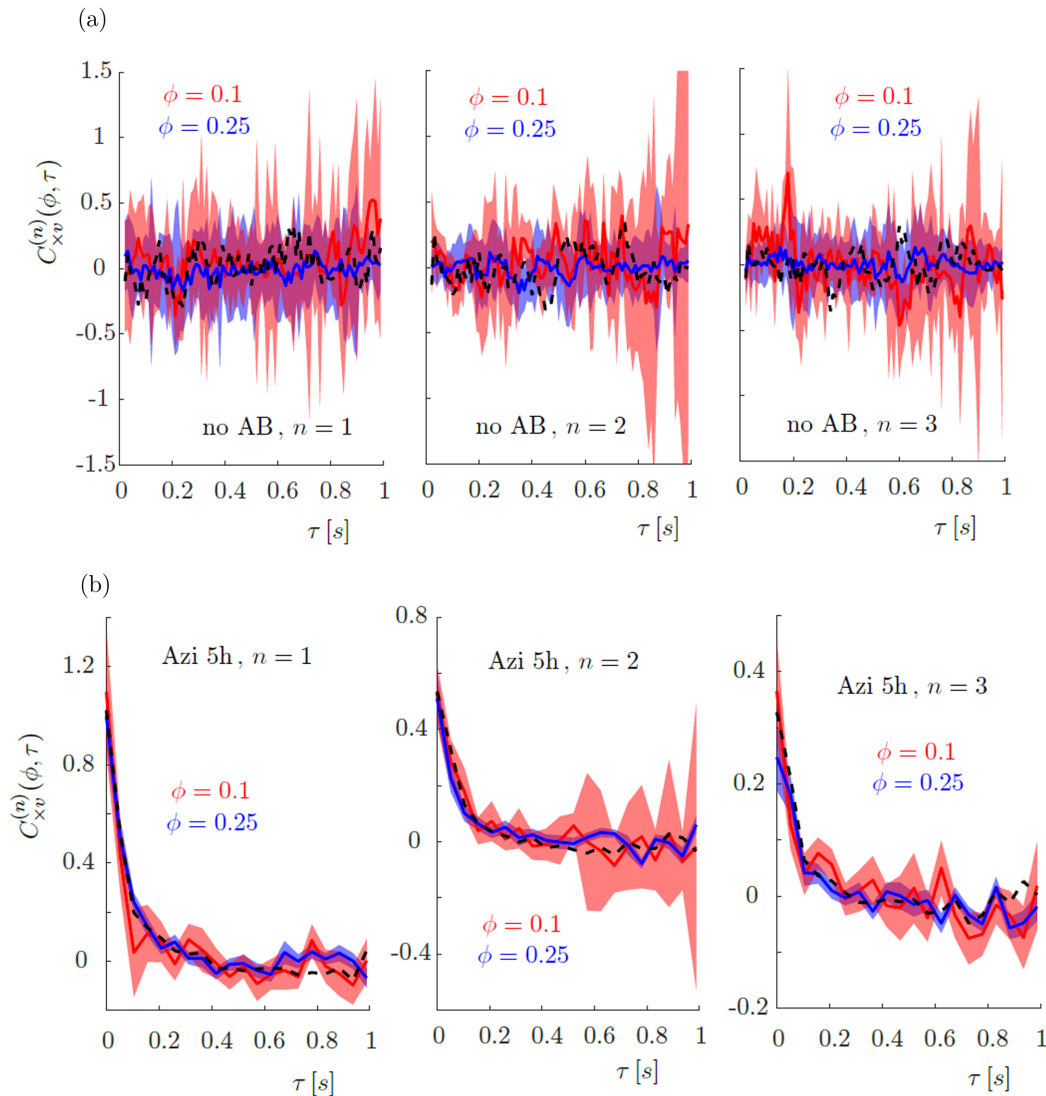 (a)
C_{×v}^{(n)}(ϕ, τ)
1.5
1
0.5
0
-0.5
-1
-1.5
ϕ = 0.1
ϕ = 0.25
no AB , n = 1
0 0.2 0.4 0.6 0.8 1
τ [s]
ϕ = 0.1
ϕ = 0.25
no AB , n = 2
0 0.2 0.4 0.6 0.8 1
τ [s]
ϕ = 0.1
ϕ = 0.25
no AB , n = 3
0 0.2 0.4 0.6 0.8 1
τ [s]
(b)
C_{×v}^{(n)}(ϕ, τ)
1.2
0.8
0.4
0
Azi 5h , n = 1
ϕ = 0.1
ϕ = 0.25
0 0.2 0.4 0.6 0.8 1
τ [s]
0.8
0.4
0
-0.4
Azi 5h , n = 2
ϕ = 0.1
ϕ = 0.25
0 0.2 0.4 0.6 0.8 1
τ [s]
0.4
0.2
0
-0.2
Azi 5h , n = 3
ϕ = 0.1
ϕ = 0.25
0 0.2 0.4 0.6 0.8 1
τ [s]